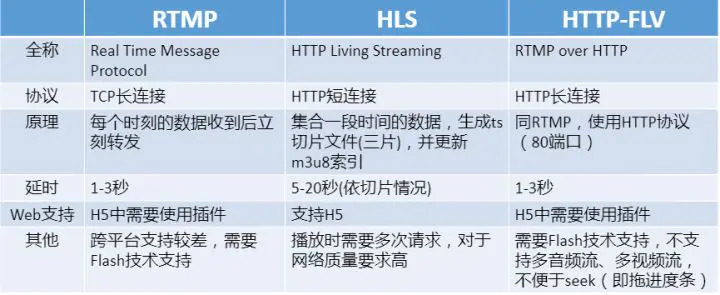 RTMP HLS HTTP-FLV
全称 Real Time Message Protocol HTTP Living Streaming RTMP over HTTP
协议 TCP长连接 HTTP短连接 HTTP长连接
原理
每个时刻的数据收到后立
刻转发
集合一段时间的数据，生成ts
切片文件(三片)，并更新
m3u8索引
同RTMP，使用HTTP协议
（80端口）
延时 1-3秒 5-20秒(依切片情况) 1-3秒
Web支持 H5中需要使用插件 支持H5 H5中需要使用插件
其他
跨平台支持较差，需要
Flash技术支持
播放时需要多次请求，对于
网络质量要求高
需要Flash技术支持，不支
持多音频流、多视频流，
不便于seek（即拖进度条）